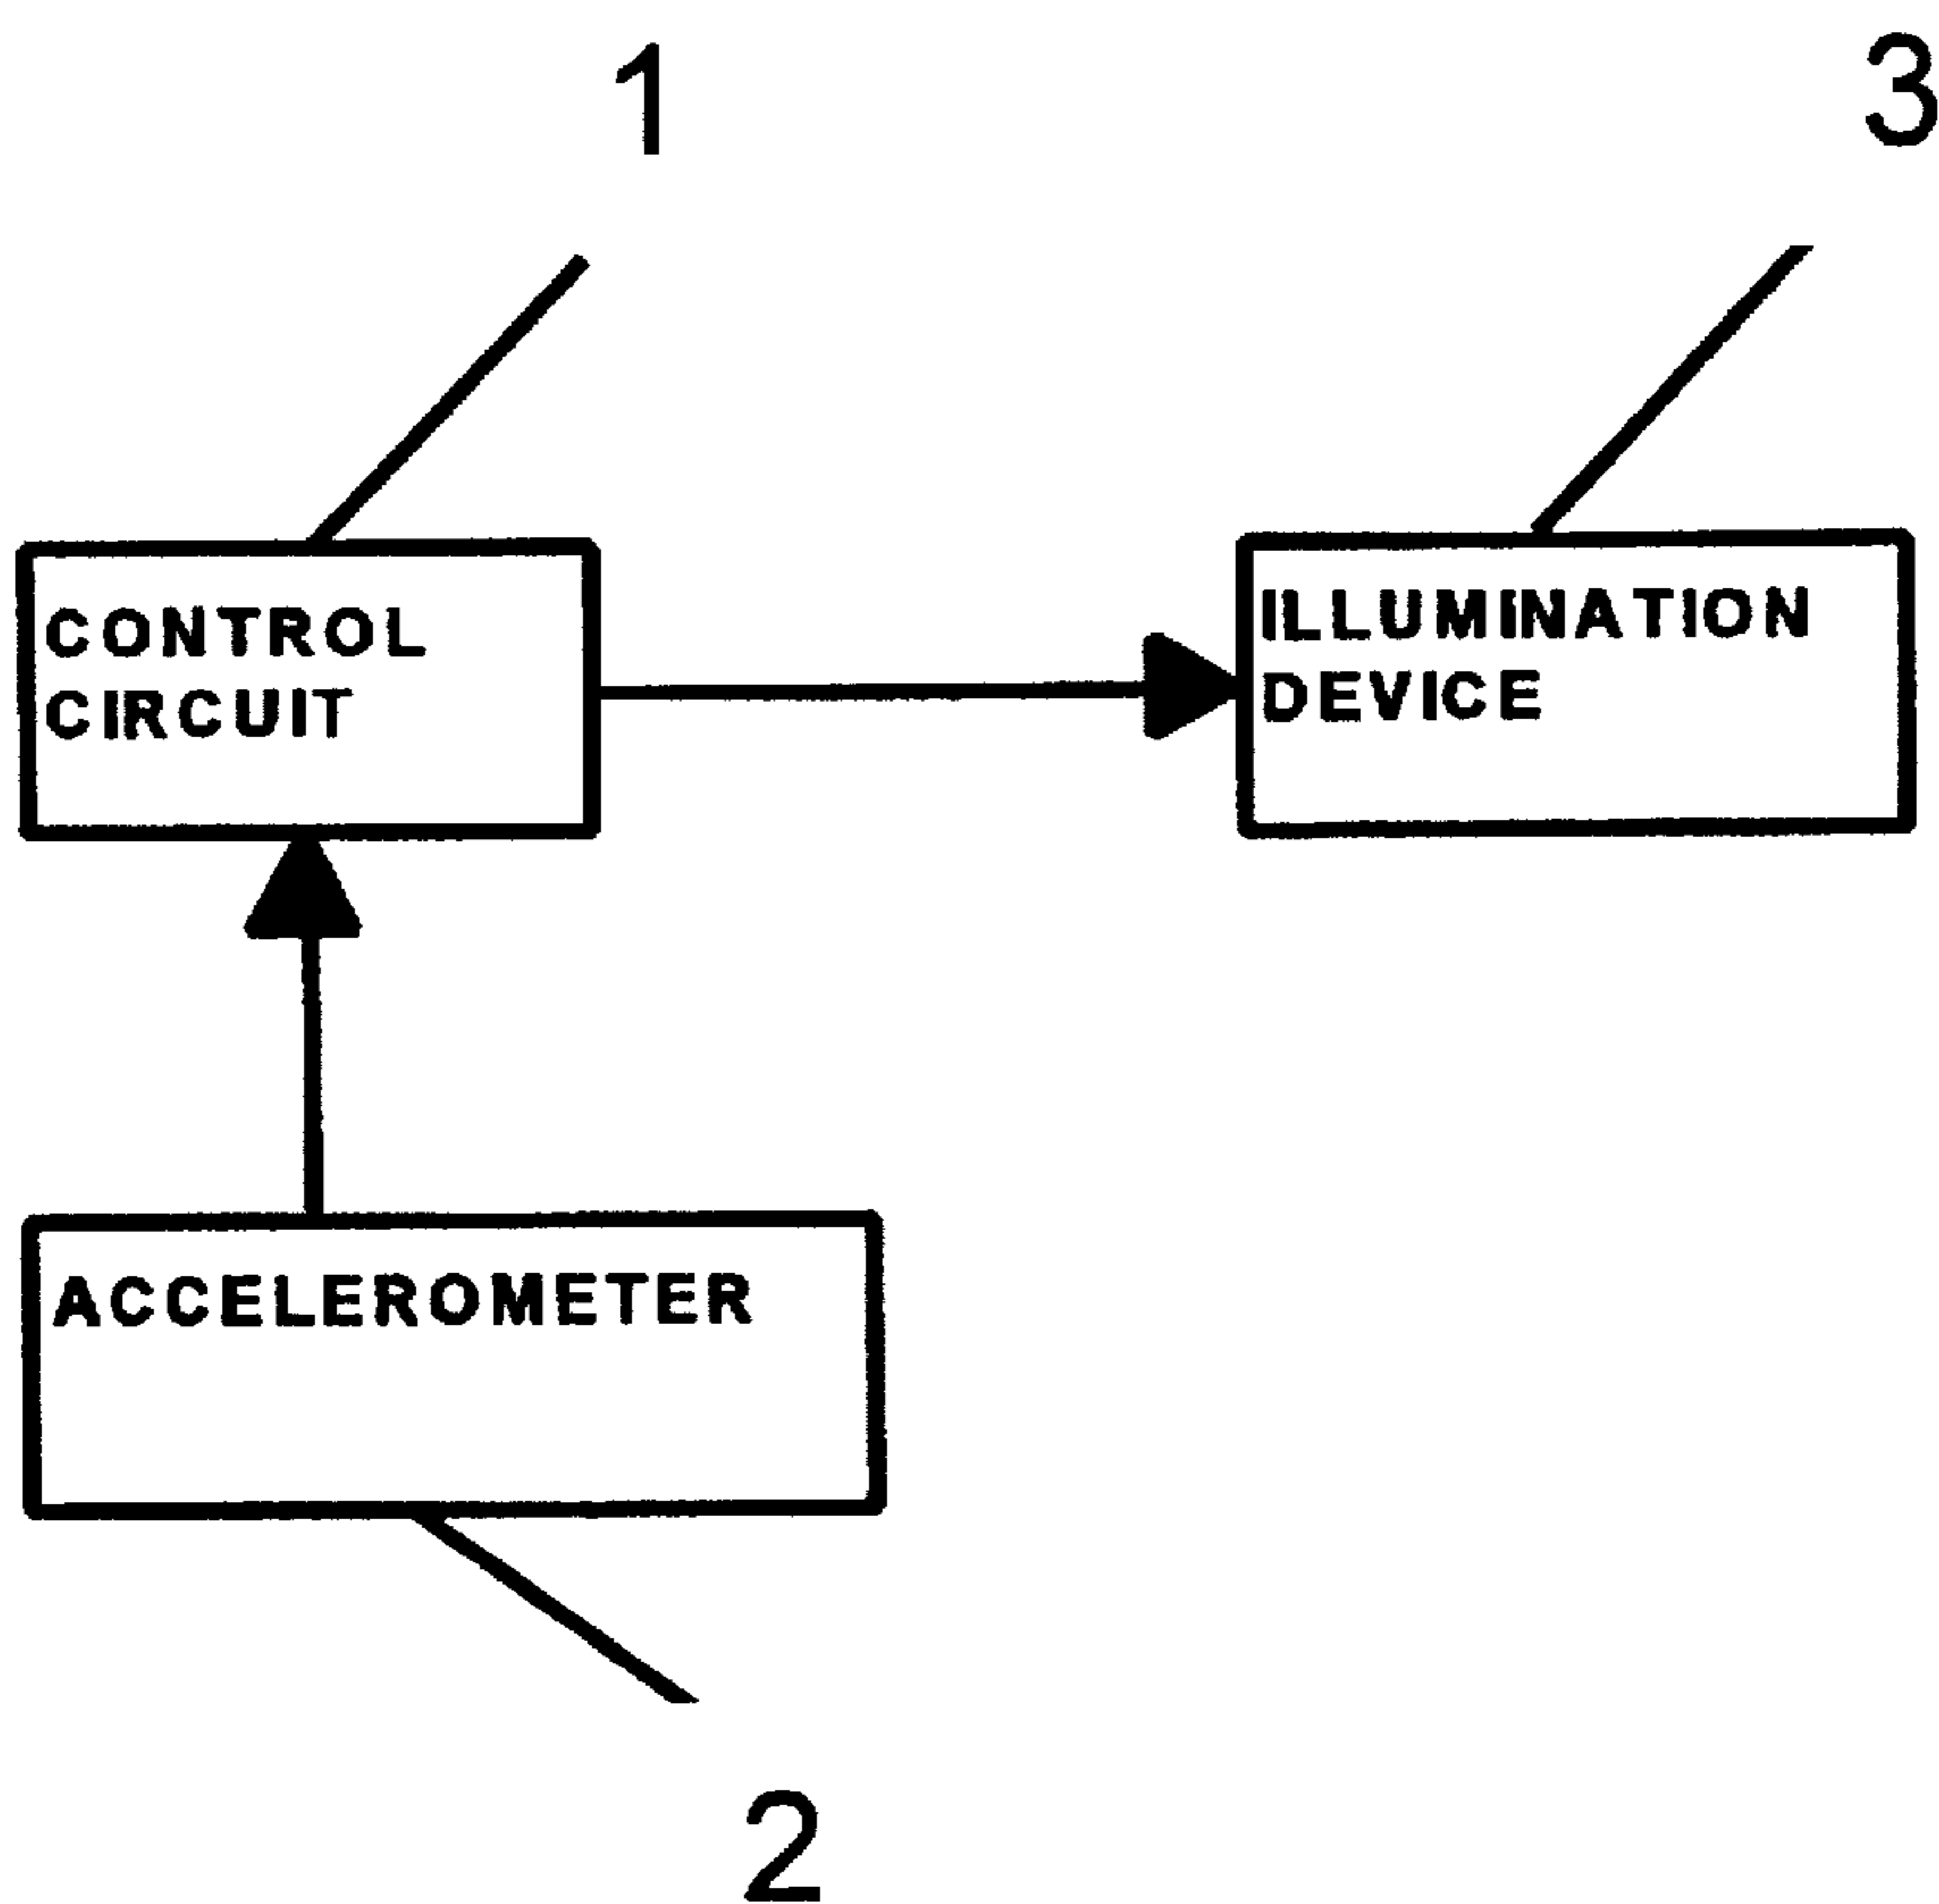 1
3
CONTROL
CIRCUIT
ILLUMINATION
DEVICE
ACCELEROMETER
2